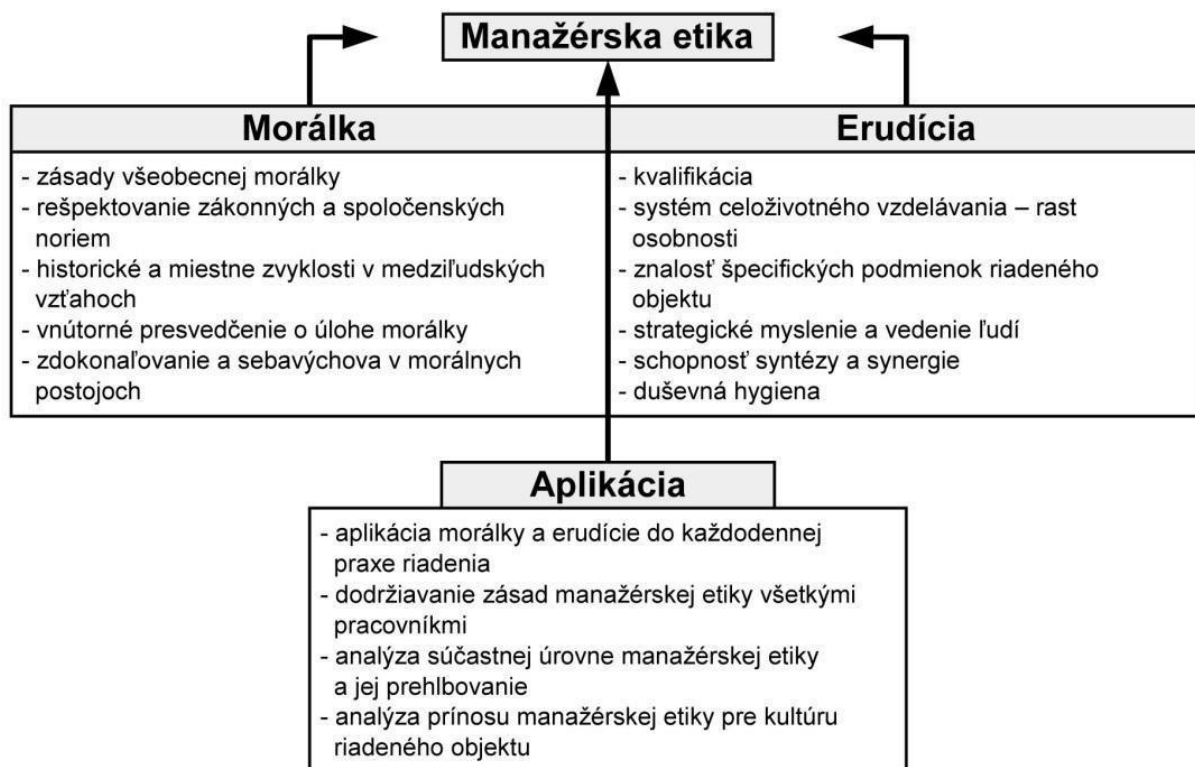 Manažérska etika
Morálka
- zásady všeobecnej morálky
- rešpektovanie zákonných a spoločenských
noriem
- historické a miestne zvyklosti v medziľudských
vzťahoch
- vnútorné presvedčenie o úlohe morálky
- zdokonaľovanie a sebavýchova v morálnych
postojoch
Erudícia
- kvalifikácia
- systém celoživotného vzdelávania – rast
osobnosti
- znalosť špecifických podmienok riadeného
objektu
- strategické myslenie a vedenie ľudí
- schopnosť syntézy a synergie
- duševná hygiena
Aplikácia
- aplikácia morálky a erudície do každodennej
praxe riadenia
- dodržiavanie zásad manažérskej etiky všetkými
pracovníkmi
- analýza súčastnej úrovne manažérskej etiky
a jej prehlbovanie
- analýza prínosu manažérskej etiky pre kultúru
riadeného objektu